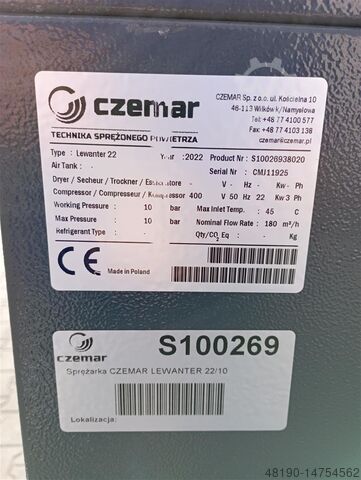 czemar
CZEMAR Sp. z o.o. ul. Kościelna 10
46-113 Wilków k/Namysłowa
Tel: +48 77 4100 577
Fax: +48 77 4103 138
czemar@czemar.pl
TECHNIKA SPRĘŻONEGO POWIETRZA
Type : Lewanter 22 Year : 2022 Product Nr : S10026938020
Air Tank : - Serial Nr : CMJ11925
Dryer / Secheur / Trockner / - V - Hz - Kw - Ph
Compressor / Compresseur / 400 V 50 Hz 22 Kw 3 Ph
Working Pressure : 10 bar Max Inlet Temp. : 45 C
Max Pressure : 10 bar Nominal Flow Rate : 180 m³/h
Refrigerant Type : - Qty/CO₂ Eq : - Kg
CE Made in Poland
czemar S100269
Sprężarka CZEMAR LEWANTER 22/10
Lokalizacja:
48190-14754562